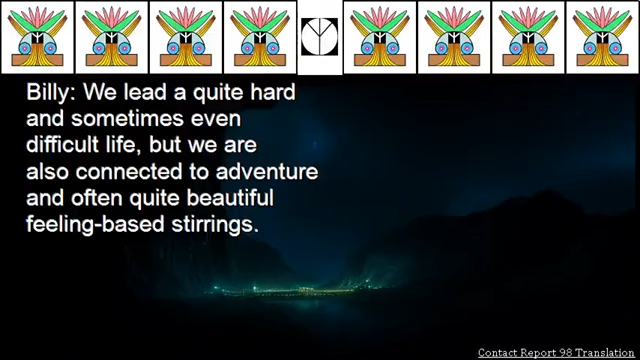 Billy: We lead a quite hard
and sometimes even
difficult life, but we are
also connected to adventure
and often quite beautiful
feeling-based stirrings.
Contact Report 98 Translation